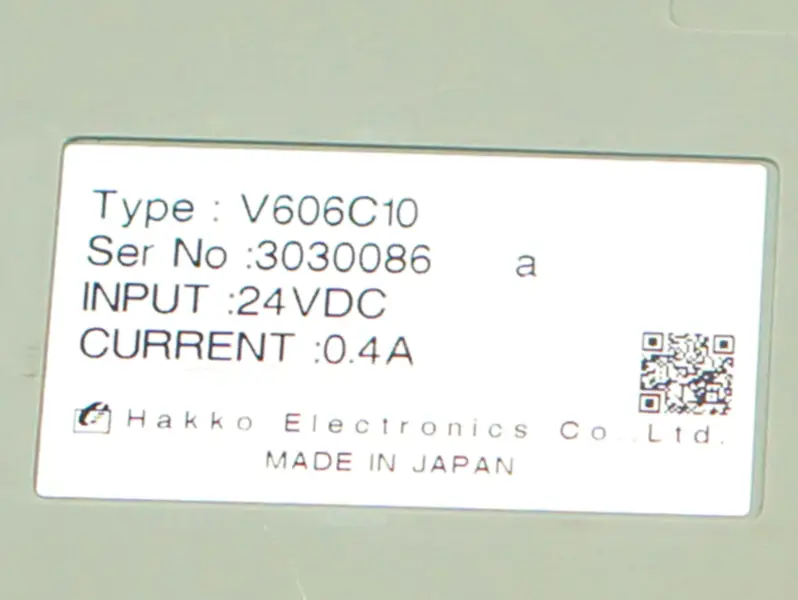 Type : V606C10
Ser No :3030086 a
INPUT :24VDC
CURRENT :0.4A
Hakko Electronics Co.,Ltd.
MADE IN JAPAN